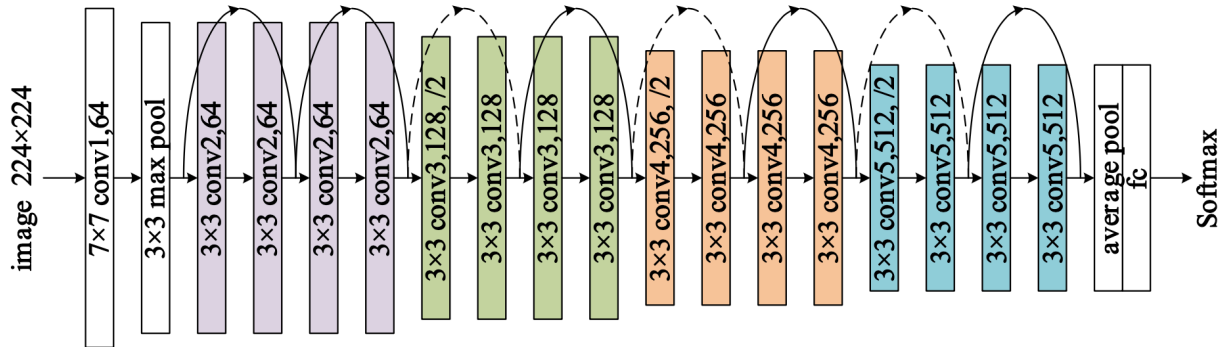 image 224×224
7×7 conv1,64
3×3 max pool
3×3 conv2,64
3×3 conv2,64
3×3 conv2,64
3×3 conv2,64
3×3 conv3,128, /2
3×3 conv3,128
3×3 conv3,128
3×3 conv3,128
3×3 conv4,256, /2
3×3 conv4,256
3×3 conv4,256
3×3 conv4,256
3×3 conv5,512, /2
3×3 conv5,512
3×3 conv5,512
3×3 conv5,512
average pool
fc
Softmax